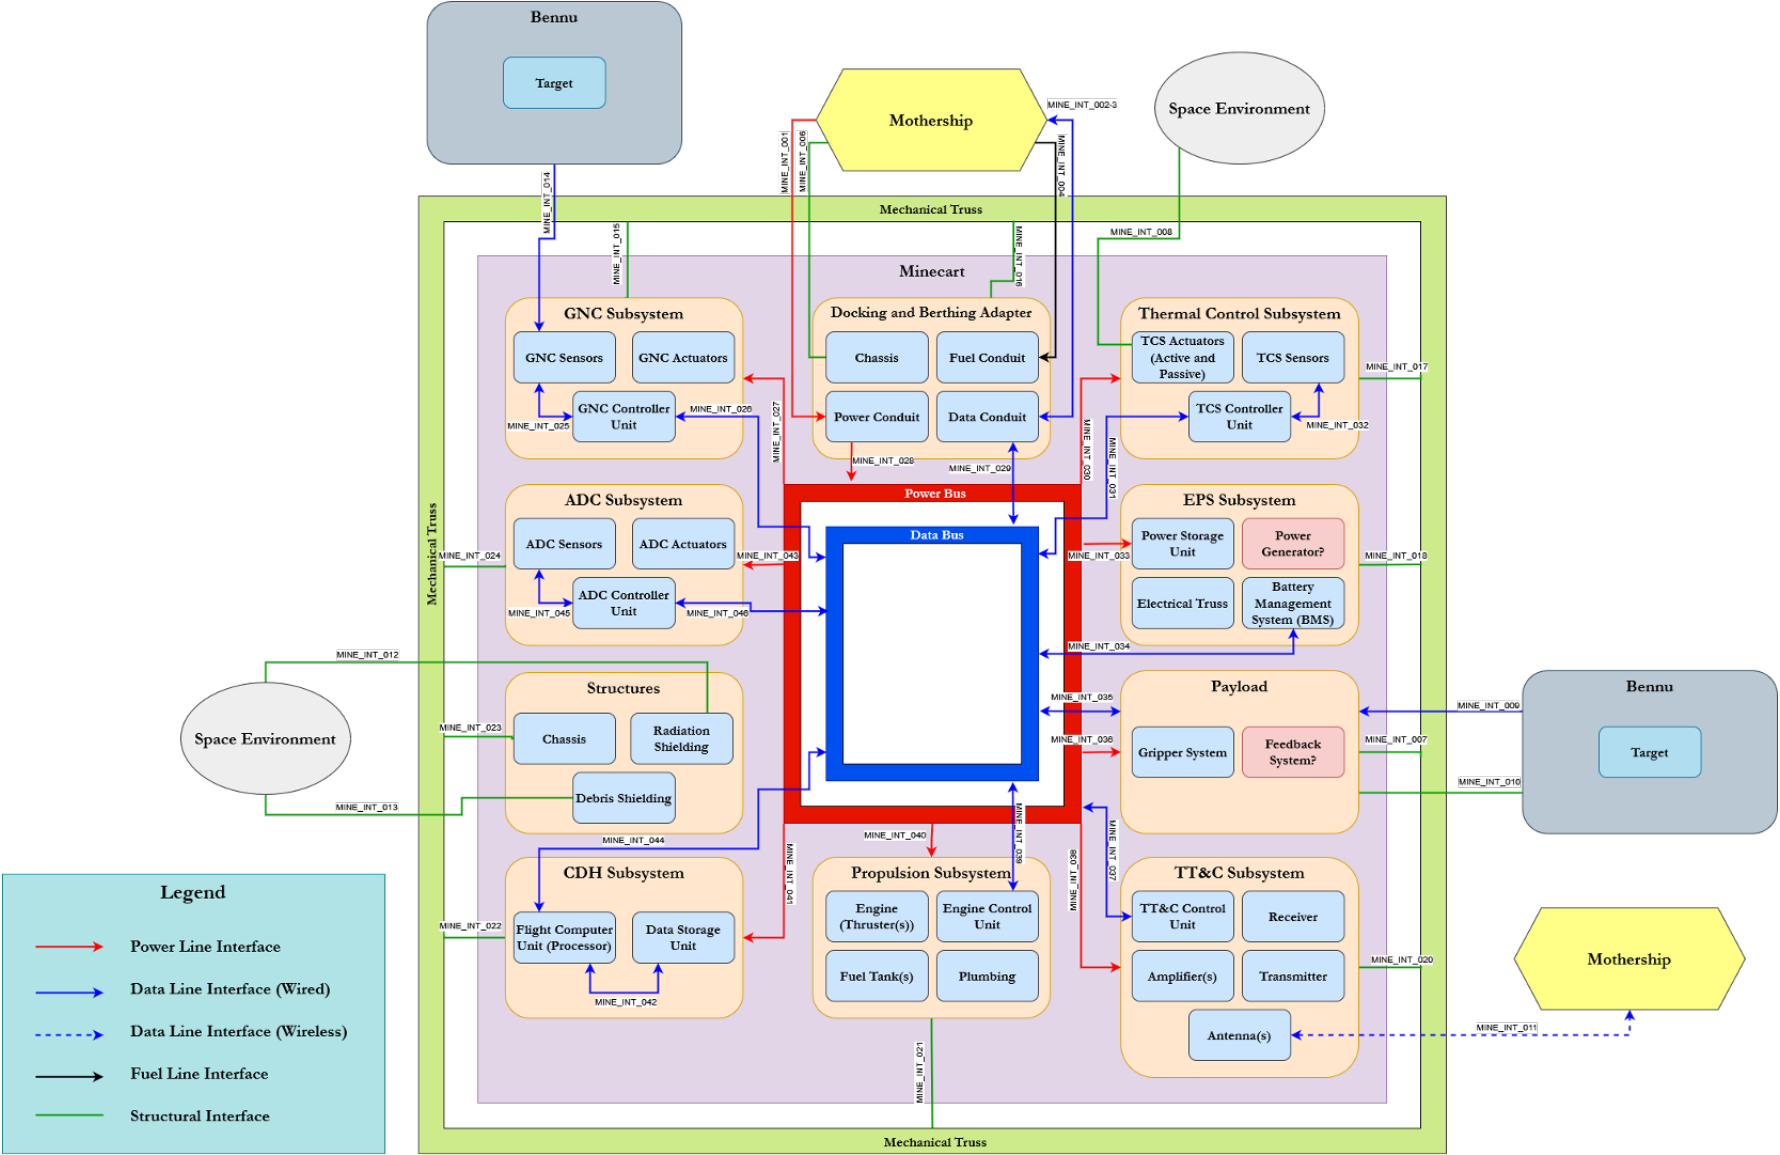 Bennu
Target
Mothership
Space Environment
MINE_INT_001
MINE_INT_006
MINE_INT_002-3
MINE_INT_004
MINE_INT_014
MINE_INT_008
Mechanical Truss
MINE_INT_015
MINE_INT_016
Minecart
GNC Subsystem
GNC Sensors
GNC Actuators
GNC Controller
Unit
MINE_INT_025
MINE_INT_026
MINE_INT_027
Docking and Berthing Adapter
Chassis
Fuel Conduit
Power Conduit
Data Conduit
MINE_INT_028
MINE_INT_029
Thermal Control Subsystem
TCS Actuators
(Active and
Passive)
TCS Sensors
TCS Controller
Unit
MINE_INT_017
MINE_INT_030
MINE_INT_031
MINE_INT_032
Mechanical Truss
ADC Subsystem
ADC Sensors
ADC Actuators
ADC Controller
Unit
MINE_INT_024
MINE_INT_043
MINE_INT_045
MINE_INT_046
Power Bus
Data Bus
EPS Subsystem
Power Storage
Unit
Power
Generator?
Electrical Truss
Battery
Management
System (BMS)
MINE_INT_033
MINE_INT_018
MINE_INT_034
MINE_INT_012
Space Environment
MINE_INT_013
Structures
Chassis
Radiation
Shielding
Debris Shielding
MINE_INT_023
MINE_INT_044
Payload
Gripper System
Feedback
System?
MINE_INT_035
MINE_INT_036
MINE_INT_009
MINE_INT_007
MINE_INT_010
Bennu
Target
CDH Subsystem
Flight Computer
Unit (Processor)
Data Storage
Unit
MINE_INT_022
MINE_INT_042
MINE_INT_041
MINE_INT_040
MINE_INT_039
Propulsion Subsystem
Engine
(Thruster(s))
Engine Control
Unit
Fuel Tank(s)
Plumbing
MINE_INT_021
MINE_INT_038
MINE_INT_037
TT&C Subsystem
TT&C Control
Unit
Receiver
Amplifier(s)
Transmitter
Antenna(s)
MINE_INT_020
MINE_INT_011
Mothership
Mechanical Truss
Legend
Power Line Interface
Data Line Interface (Wired)
Data Line Interface (Wireless)
Fuel Line Interface
Structural Interface